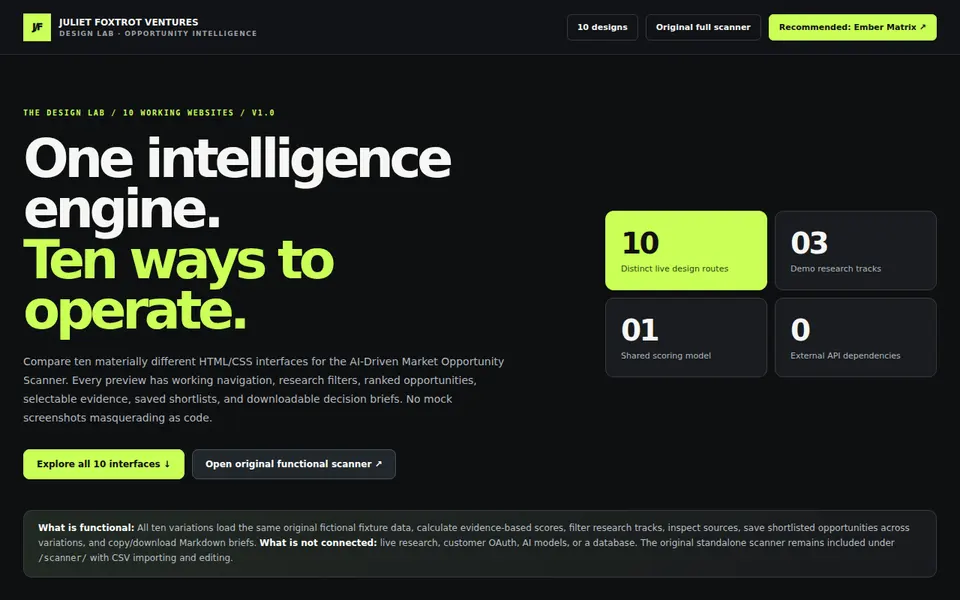 J/F
JULIET FOXTROT VENTURES
DESIGN LAB · OPPORTUNITY INTELLIGENCE
10 designs
Original full scanner
Recommended: Ember Matrix ↗
THE DESIGN LAB / 10 WORKING WEBSITES / V1.0
One intelligence
engine.
Ten ways to
operate.
Compare ten materially different HTML/CSS interfaces for the AI-Driven Market Opportunity
Scanner. Every preview has working navigation, research filters, ranked opportunities,
selectable evidence, saved shortlists, and downloadable decision briefs. No mock
screenshots masquerading as code.
Explore all 10 interfaces ↓
Open original functional scanner ↗
10
Distinct live design routes
03
Demo research tracks
01
Shared scoring model
0
External API dependencies
What is functional: All ten variations load the same original fictional fixture data, calculate evidence-based scores, filter research tracks, inspect sources, save shortlisted opportunities across
variations, and copy/download Markdown briefs. What is not connected: live research, customer OAuth, AI models, or a database. The original standalone scanner remains included under
/scanner/ with CSV importing and editing.